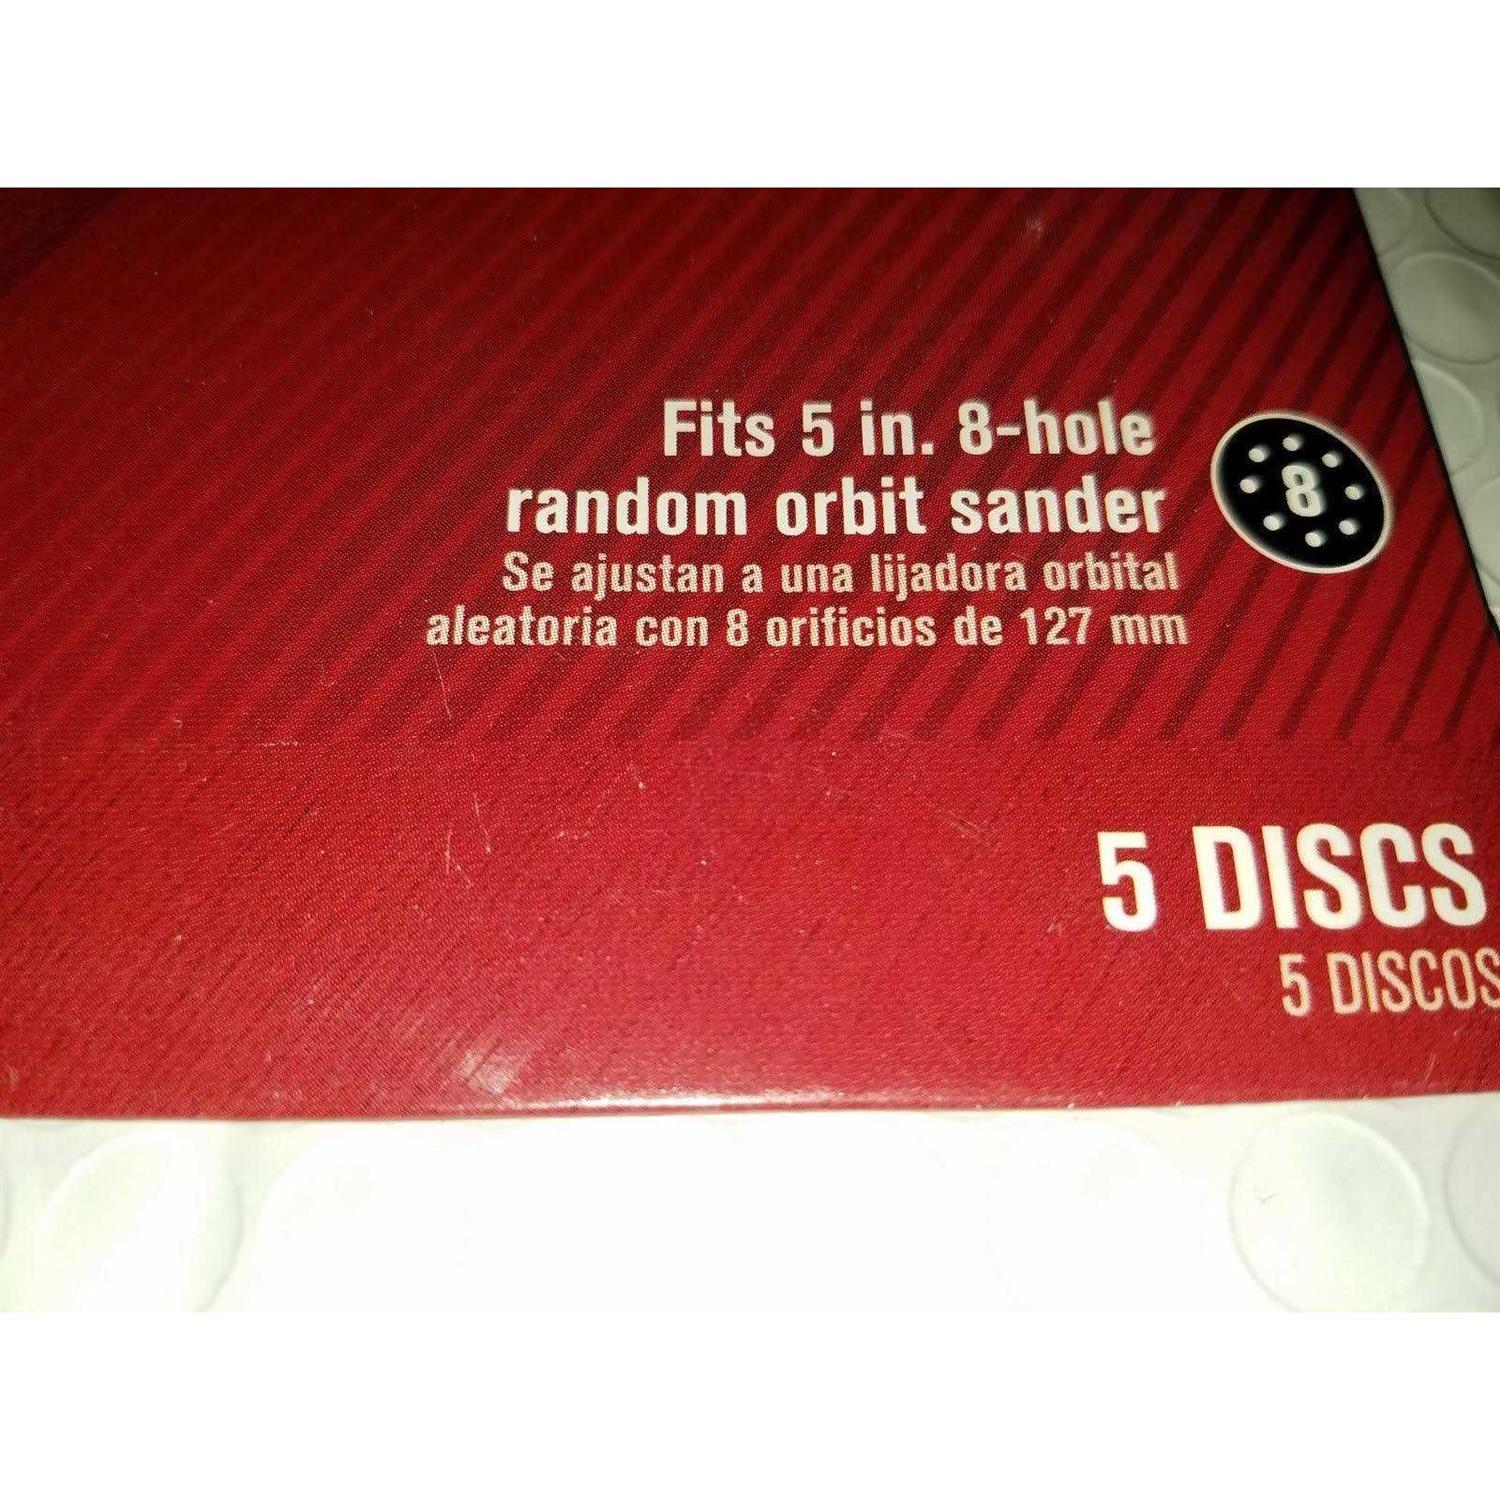 Fits 5 in. 8-hole
random orbit sander
Se ajustan a una lijadora orbital
aleatoria con 8 orificios de 127 mm
8
5 DISCS
5 DISCOS